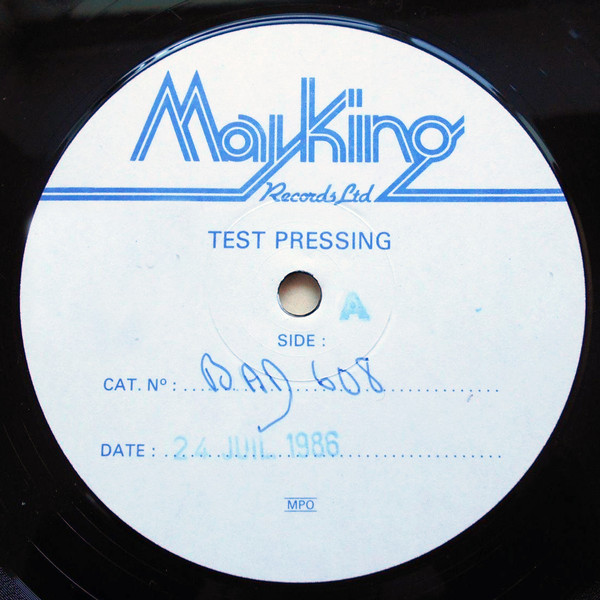 Mayking
Records Ltd
TEST PRESSING
A
SIDE :
CAT. Nº : BAD 608
DATE : 24 JUIL 1986
MPO